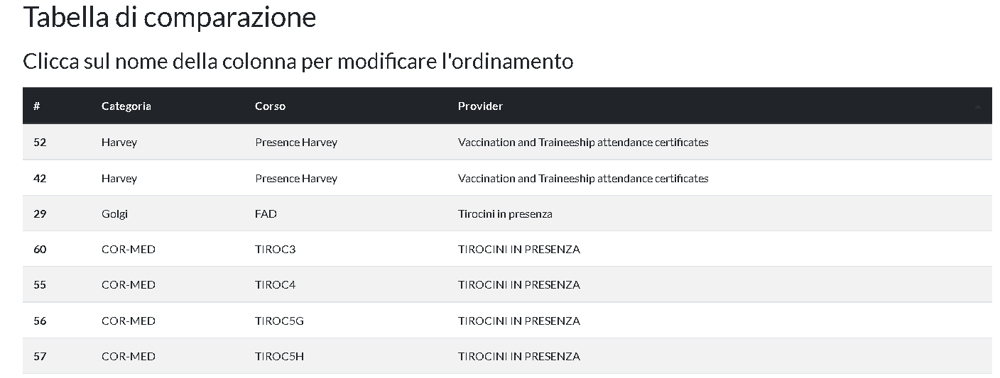 Tabella di comparazione
Clicca sul nome della colonna per modificare l'ordinamento
# Categoria Corso Provider
52 Harvey Presence Harvey Vaccination and Traineeship attendance certificates
42 Harvey Presence Harvey Vaccination and Traineeship attendance certificates
29 Golgi FAD Tirocini in presenza
60 COR-MED TIROC3 TIROCINI IN PRESENZA
55 COR-MED TIROC4 TIROCINI IN PRESENZA
56 COR-MED TIROC5G TIROCINI IN PRESENZA
57 COR-MED TIROC5H TIROCINI IN PRESENZA